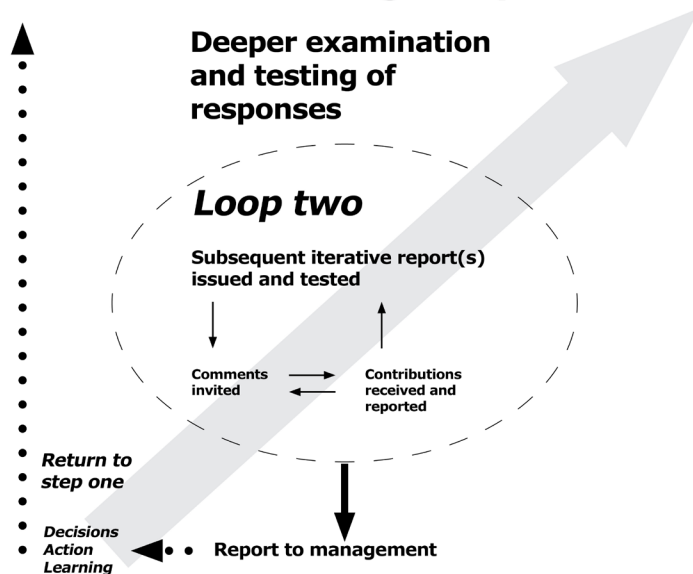 Deeper examination
and testing of
responses
Loop two
Subsequent iterative report(s)
issued and tested
Comments
invited
Contributions
received and
reported
Return to
step one
Decisions
Action
Learning
Report to management